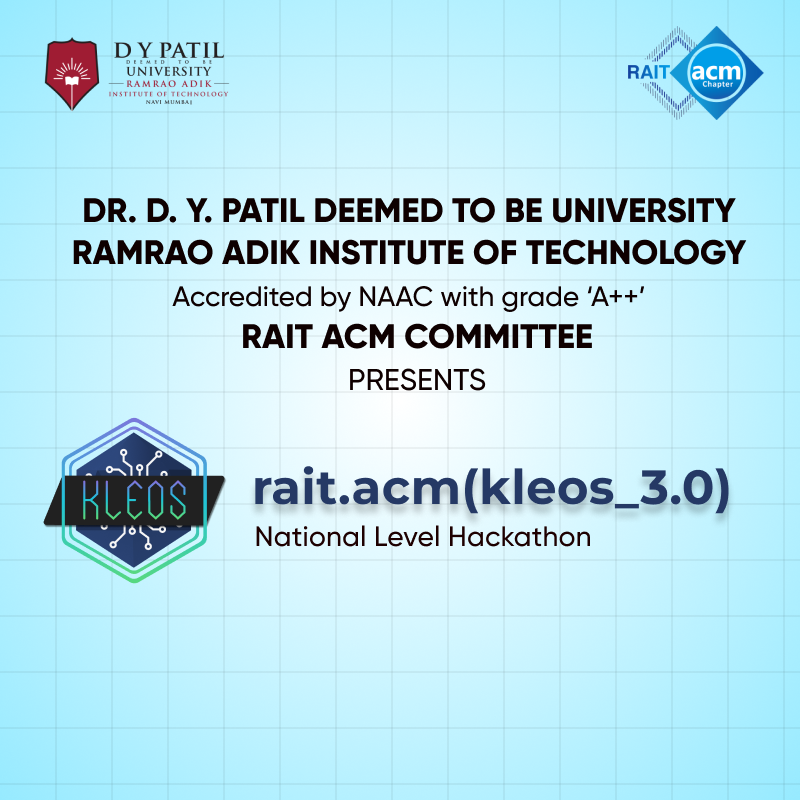 D Y PATIL
DEEMED TO BE
UNIVERSITY
RAMRAO ADIK
INSTITUTE OF TECHNOLOGY
NAVI MUMBAI
RAIT
acm
Chapter
DR. D. Y. PATIL DEEMED TO BE UNIVERSITY
RAMRAO ADIK INSTITUTE OF TECHNOLOGY
Accredited by NAAC with grade ‘A++’
RAIT ACM COMMITTEE
PRESENTS
KLEOS
rait.acm(kleos_3.0)
National Level Hackathon